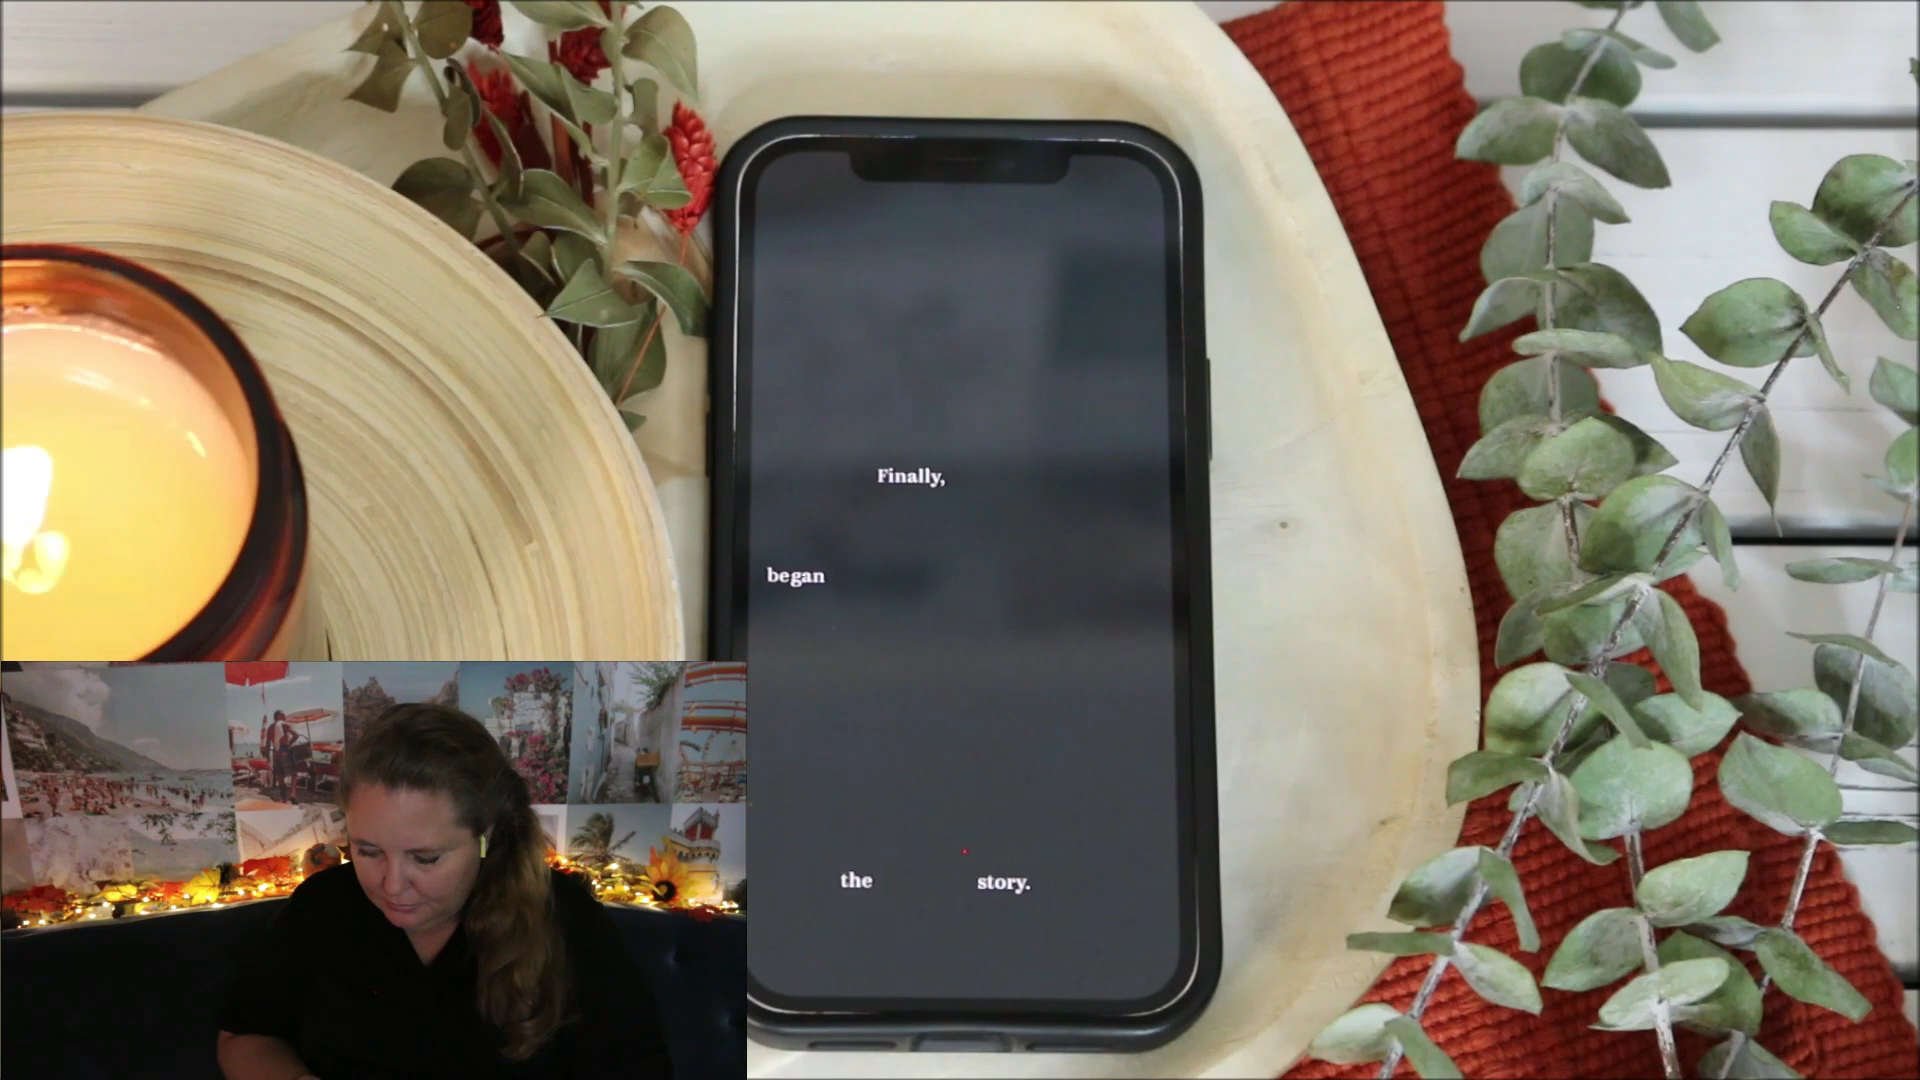 Finally,
began
the story.